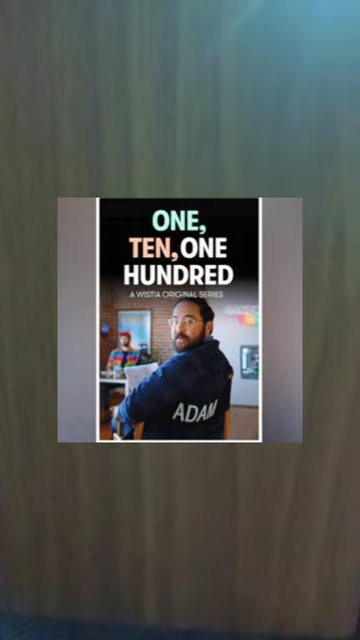 ONE,
TEN, ONE
HUNDRED
A WISTIA ORIGINAL SERIES
ADAM